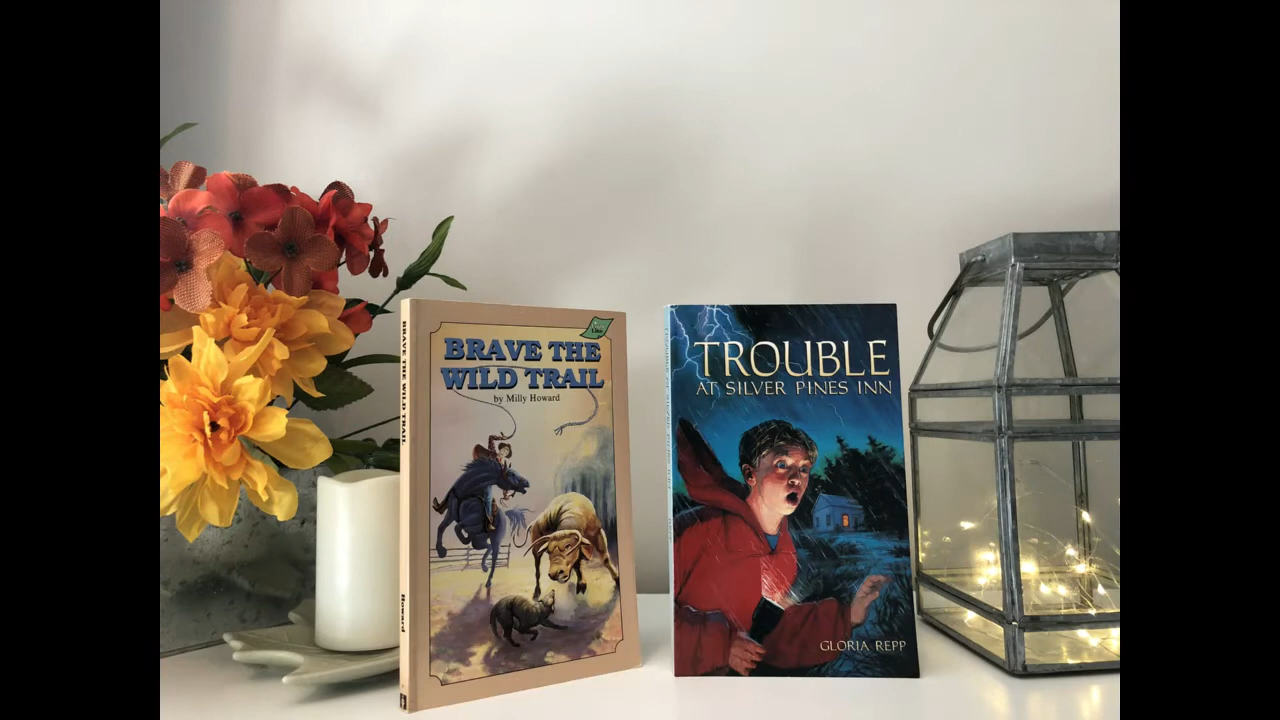 BRAVE THE WILD TRAIL
Howard
BRAVE THE
WILD TRAIL
by Milly Howard
TROUBLE
AT SILVER PINES INN
GLORIA REPP